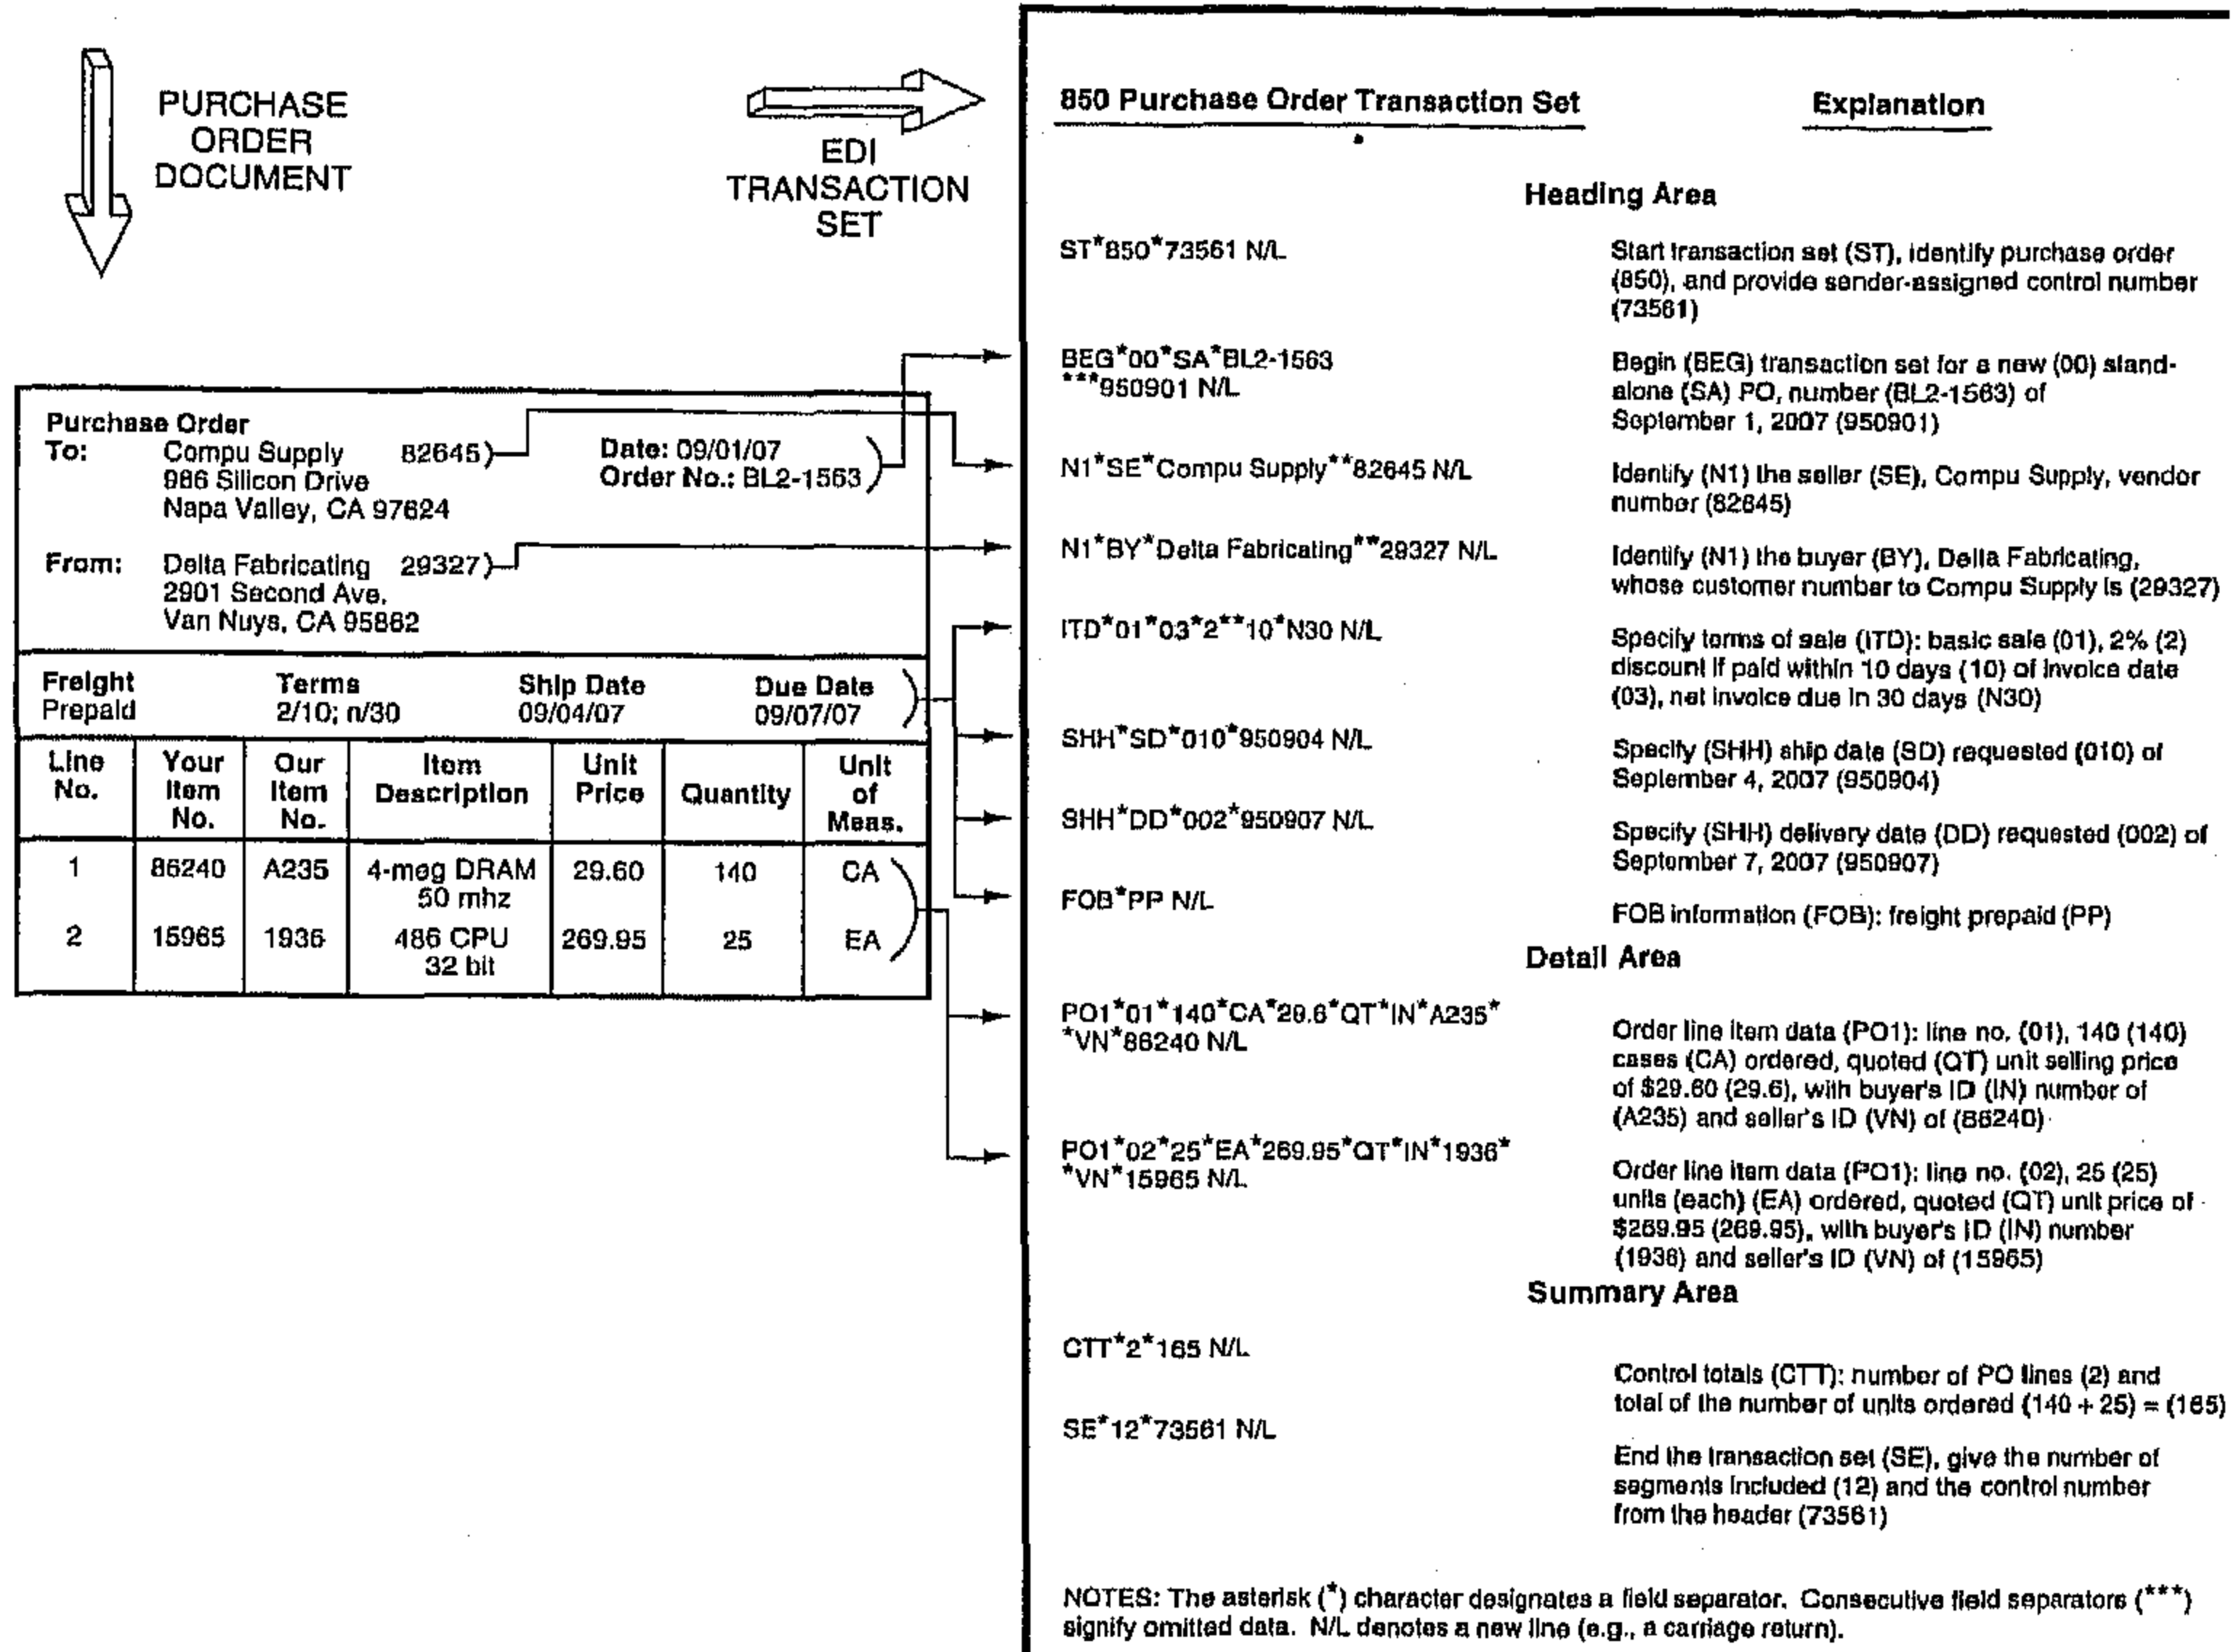 PURCHASE
ORDER
DOCUMENT
EDI
TRANSACTION
SET
Purchase Order
To: Compu Supply 82645)
986 Silicon Drive
Napa Valley, CA 97624
Date: 09/01/07
Order No.: BL2-1563
From: Delta Fabricating 29327)
2901 Second Ave.
Van Nuys, CA 95862
Freight Terms Ship Date Due Date
Prepaid 2/10; n/30 09/04/07 09/07/07
Line No. Your Item No. Our Item No. Item Description Unit Price Quantity Unit of Meas.
1 86240 A235 4-meg DRAM 29.60 140 CA
50 mhz
2 15965 1936 486 CPU 269.95 25 EA
32 bit
850 Purchase Order Transaction Set Explanation
Heading Area
ST*850*73561 N/L
Start transaction set (ST), identify purchase order
(850), and provide sender-assigned control number
(73561)
BEG*00*SA*BL2-1563
***950901 N/L
Begin (BEG) transaction set for a new (00) stand-
alone (SA) PO, number (BL2-1563) of
September 1, 2007 (950901)
N1*SE*Compu Supply**82645 N/L
Identify (N1) the seller (SE), Compu Supply, vendor
number (82645)
N1*BY*Delta Fabricating**29327 N/L
Identify (N1) the buyer (BY), Delta Fabricating,
whose customer number to Compu Supply is (29327)
ITD*01*03*2**10*N30 N/L
Specify terms of sale (ITD): basic sale (01), 2% (2)
discount if paid within 10 days (10) of invoice date
(03), net invoice due in 30 days (N30)
SHH*SD*010*950904 N/L
Specify (SHH) ship date (SD) requested (010) of
September 4, 2007 (950904)
SHH*DD*002*950907 N/L
Specify (SHH) delivery date (DD) requested (002) of
September 7, 2007 (950907)
FOB*PP N/L
FOB information (FOB): freight prepaid (PP)
Detail Area
PO1*01*140*CA*29.6*QT*IN*A235*
*VN*86240 N/L
Order line item data (PO1): line no. (01), 140 (140)
cases (CA) ordered, quoted (QT) unit selling price
of $29.60 (29.6), with buyer's ID (IN) number of
(A235) and seller's ID (VN) of (86240)
PO1*02*25*EA*269.95*QT*IN*1936*
*VN*15965 N/L
Order line item data (PO1): line no. (02), 25 (25)
units (each) (EA) ordered, quoted (QT) unit price of
$269.95 (269.95), with buyer's ID (IN) number
(1936) and seller's ID (VN) of (15965)
Summary Area
CTT*2*165 N/L
Control totals (CTT): number of PO lines (2) and
total of the number of units ordered (140 + 25) = (165)
SE*12*73561 N/L
End the transaction set (SE), give the number of
segments included (12) and the control number
from the header (73561)
NOTES: The asterisk (*) character designates a field separator. Consecutive field separators (***)
signify omitted data. N/L denotes a new line (e.g., a carriage return).